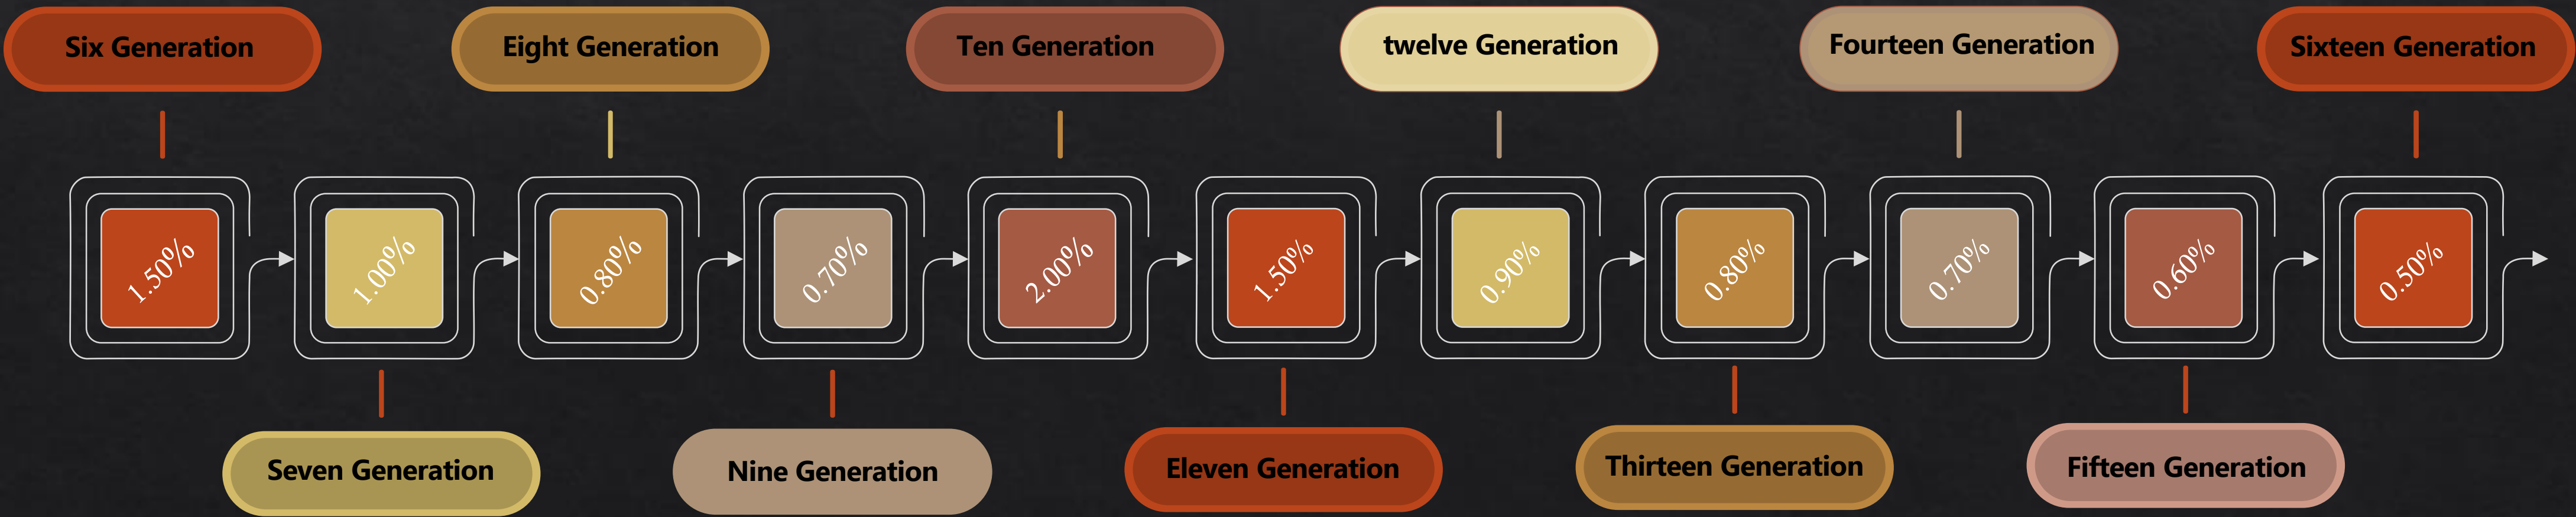 Six Generation
Eight Generation
Ten Generation
twelve Generation
Fourteen Generation
Sixteen Generation
1.50%
1.00%
0.80%
0.70%
2.00%
1.50%
0.90%
0.80%
0.70%
0.60%
0.50%
Seven Generation
Nine Generation
Eleven Generation
Thirteen Generation
Fifteen Generation